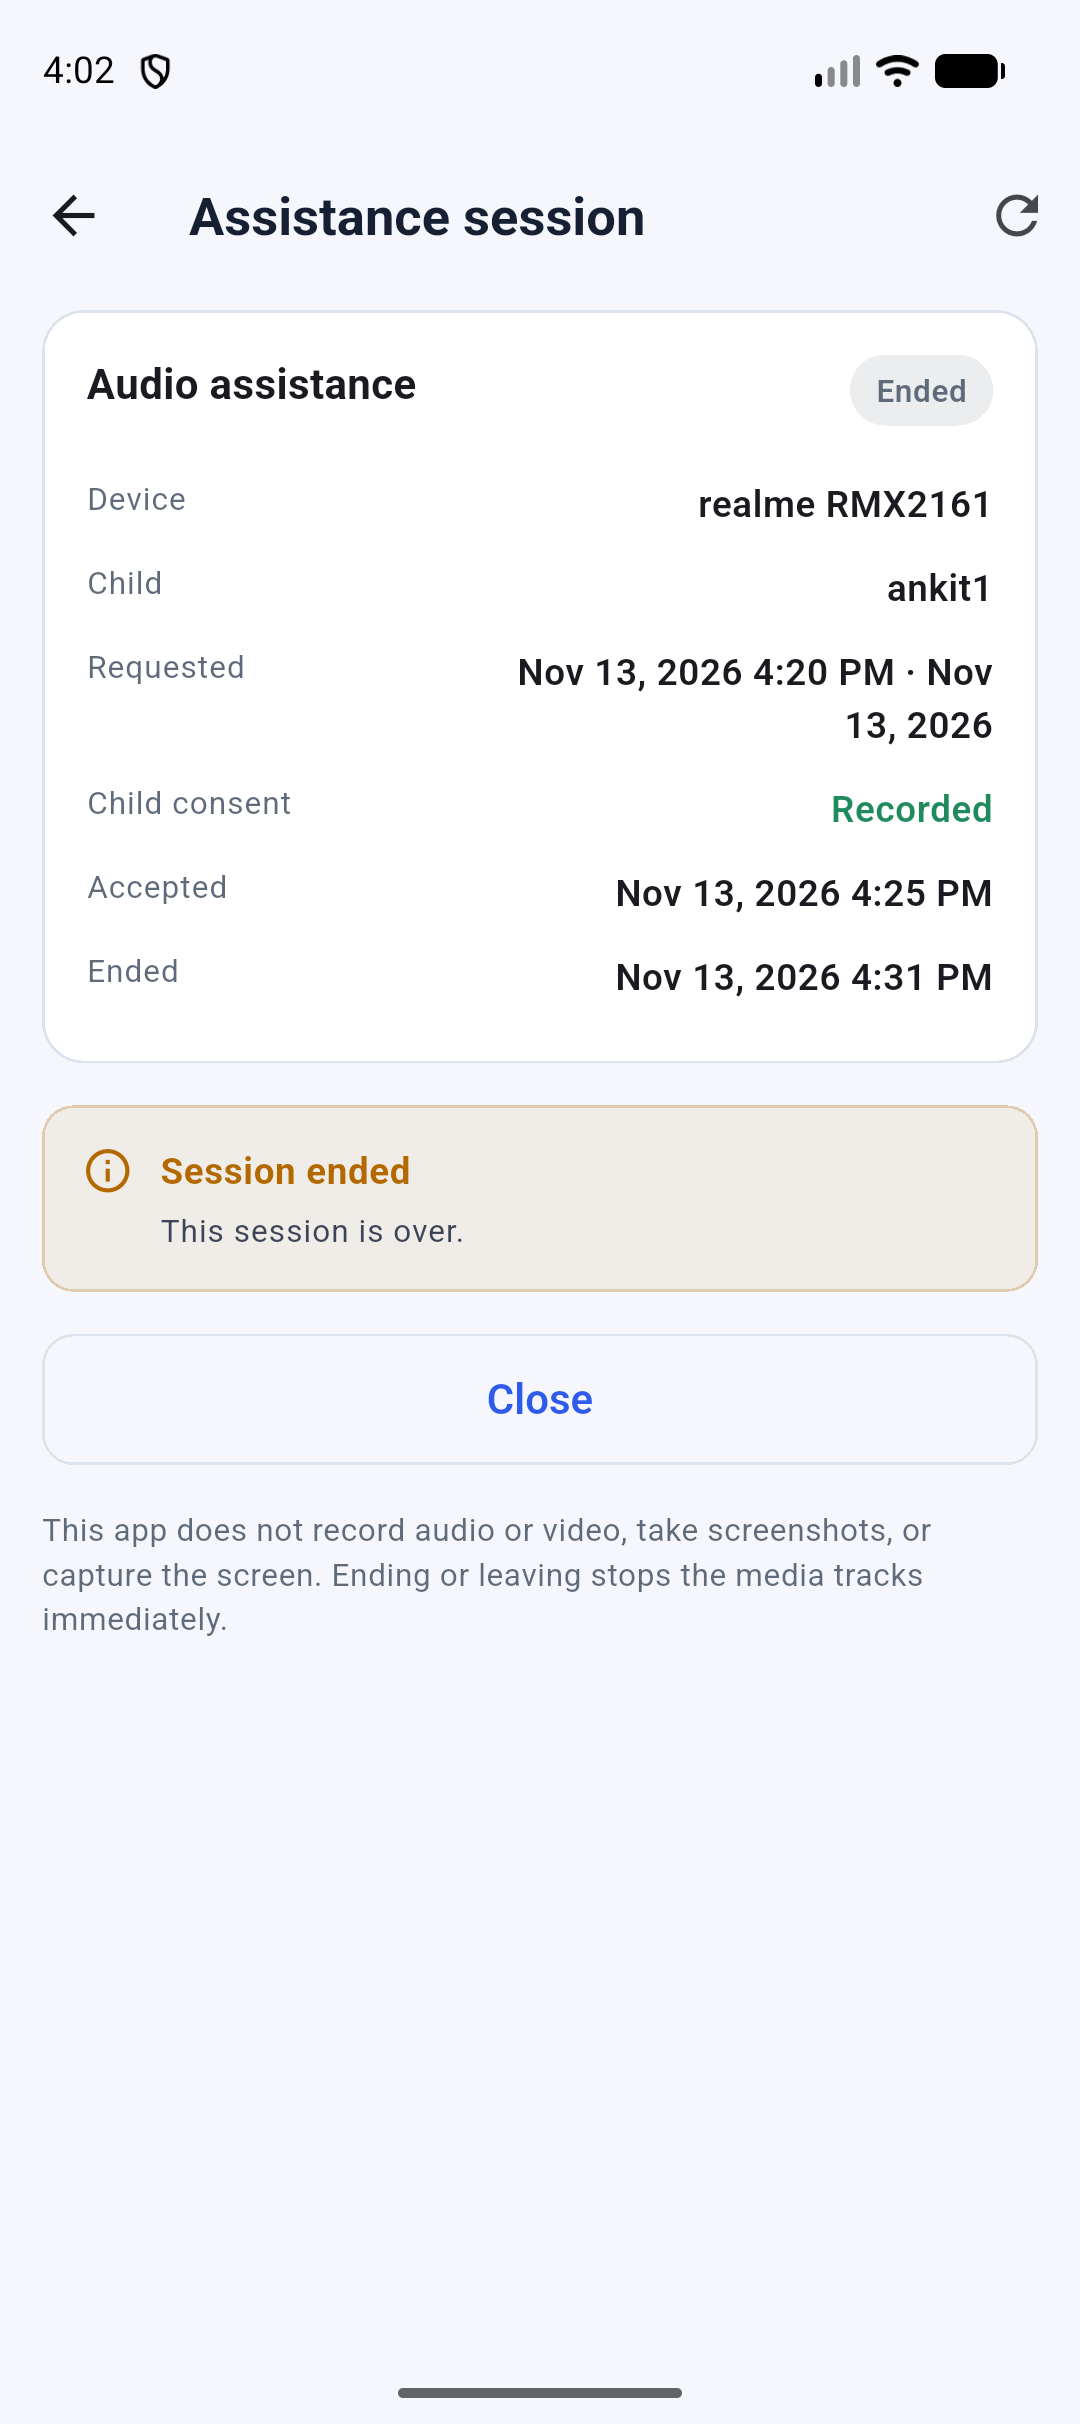 4:02
Assistance session
Audio assistance
Ended
Device
realme RMX2161
Child
ankit1
Requested
Nov 13, 2026 4:20 PM · Nov
13, 2026
Child consent
Recorded
Accepted
Nov 13, 2026 4:25 PM
Ended
Nov 13, 2026 4:31 PM
Session ended
This session is over.
Close
This app does not record audio or video, take screenshots, or
capture the screen. Ending or leaving stops the media tracks
immediately.